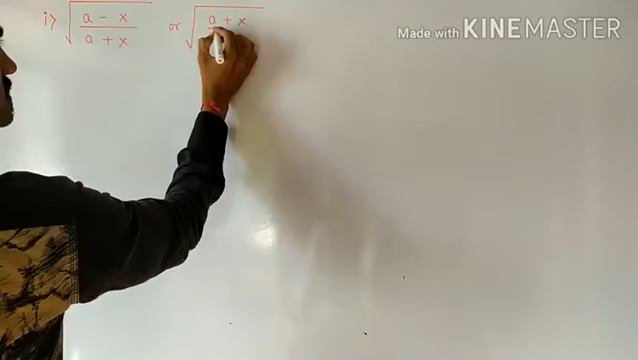 i> √(a - x / a + x) or √(a + x
Made with KINEMASTER